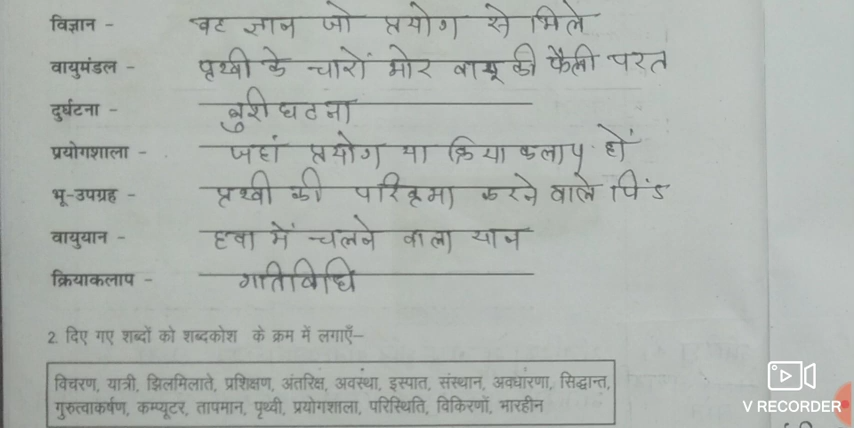 विज्ञान - वह ज्ञान जो प्रयोग से मिले
वायुमंडल - पृथ्वी के चारों ओर वायू की फैली परत
दुर्घटना - बुरी घटना
प्रयोगशाला - जहां प्रयोग या क्रियाकलाप हों
भू-उपग्रह - पृथ्वी की परिक्रमा करने वाले पिंड
वायुयान - हवा में चलने वाला यान
क्रियाकलाप - गतिविधि
2. दिए गए शब्दों को शब्दकोश के क्रम में लगाएँ–
विचरण, यात्री, झिलमिलाते, प्रशिक्षण, अंतरिक्ष, अवस्था, इस्पात, संस्थान, अवधारणा, सिद्धान्त,
गुरुत्वाकर्षण, कम्प्यूटर, तापमान, पृथ्वी, प्रयोगशाला, परिस्थिति, विकिरणों, भारहीन
V RECORDER